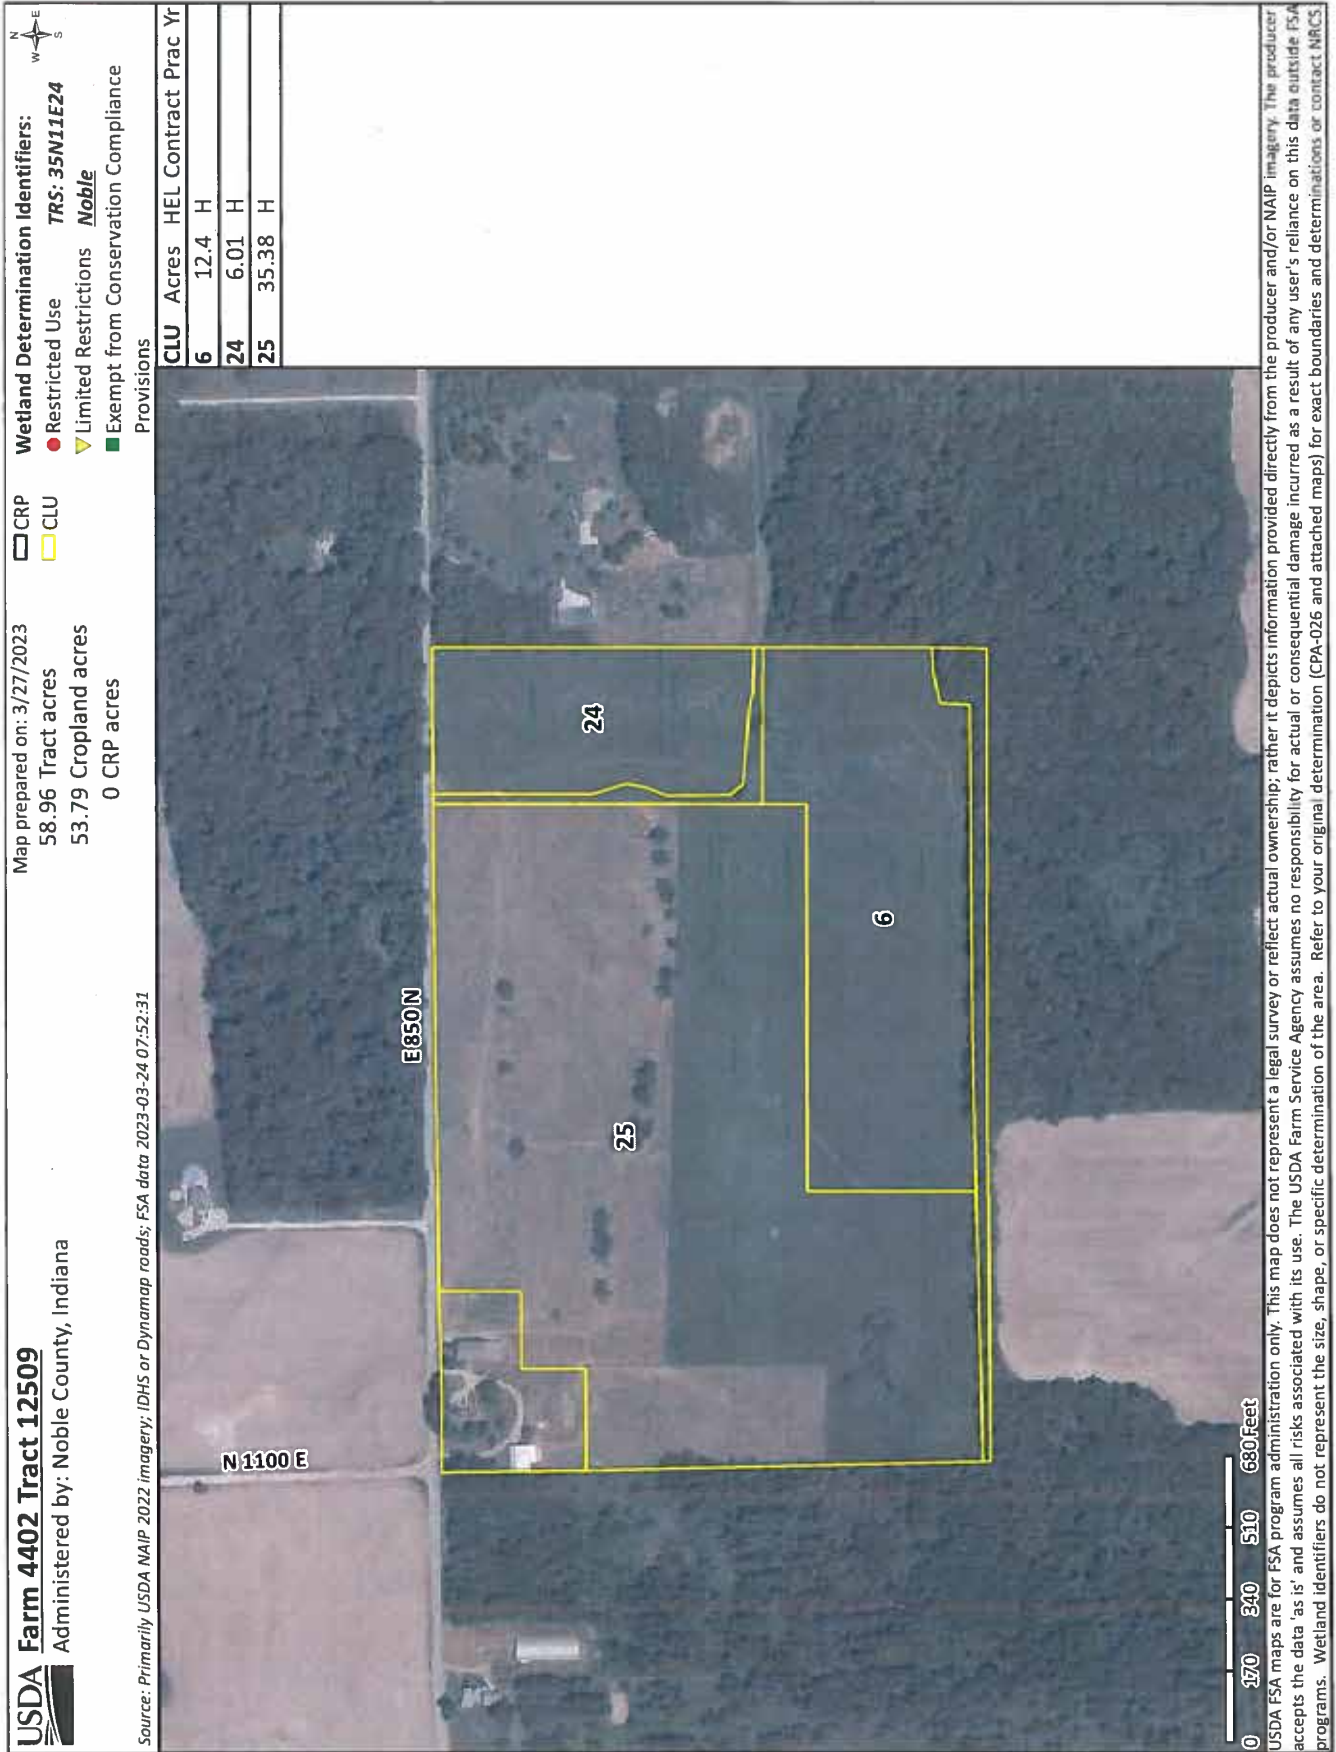 USDA Farm 4402 Tract 12509
Administered by: Noble County, Indiana
Map prepared on: 3/27/2023
58.96 Tract acres
53.79 Cropland acres
0 CRP acres
CRP
CLU
Wetland Determination Identifiers:
Restricted Use
Limited Restrictions
Exempt from Conservation Compliance
Provisions
TRS: 35N11E24
Noble
N
E
S
W
Source: Primarily USDA NAIP 2022 imagery; IDHS or Dynamap roads; FSA data 2023-03-24 07:52:31
CLU Acres HEL Contract Prac Yr
6 12.4 H
24 6.01 H
25 35.38 H
N 1100 E
E 850 N
24
25
6
0 170 340 510 680 Feet
USDA FSA maps are for FSA program administration only. This map does not represent a legal survey or reflect actual ownership; rather it depicts information provided directly from the producer and/or NAIP imagery. The producer
accepts the data 'as is' and assumes all risks associated with its use. The USDA Farm Service Agency assumes no responsibility for actual or consequential damage incurred as a result of any user's reliance on this data outside FSA
programs. Wetland identifiers do not represent the size, shape, or specific determination of the area. Refer to your original determination (CPA-026 and attached maps) for exact boundaries and determinations or contact NRCS.